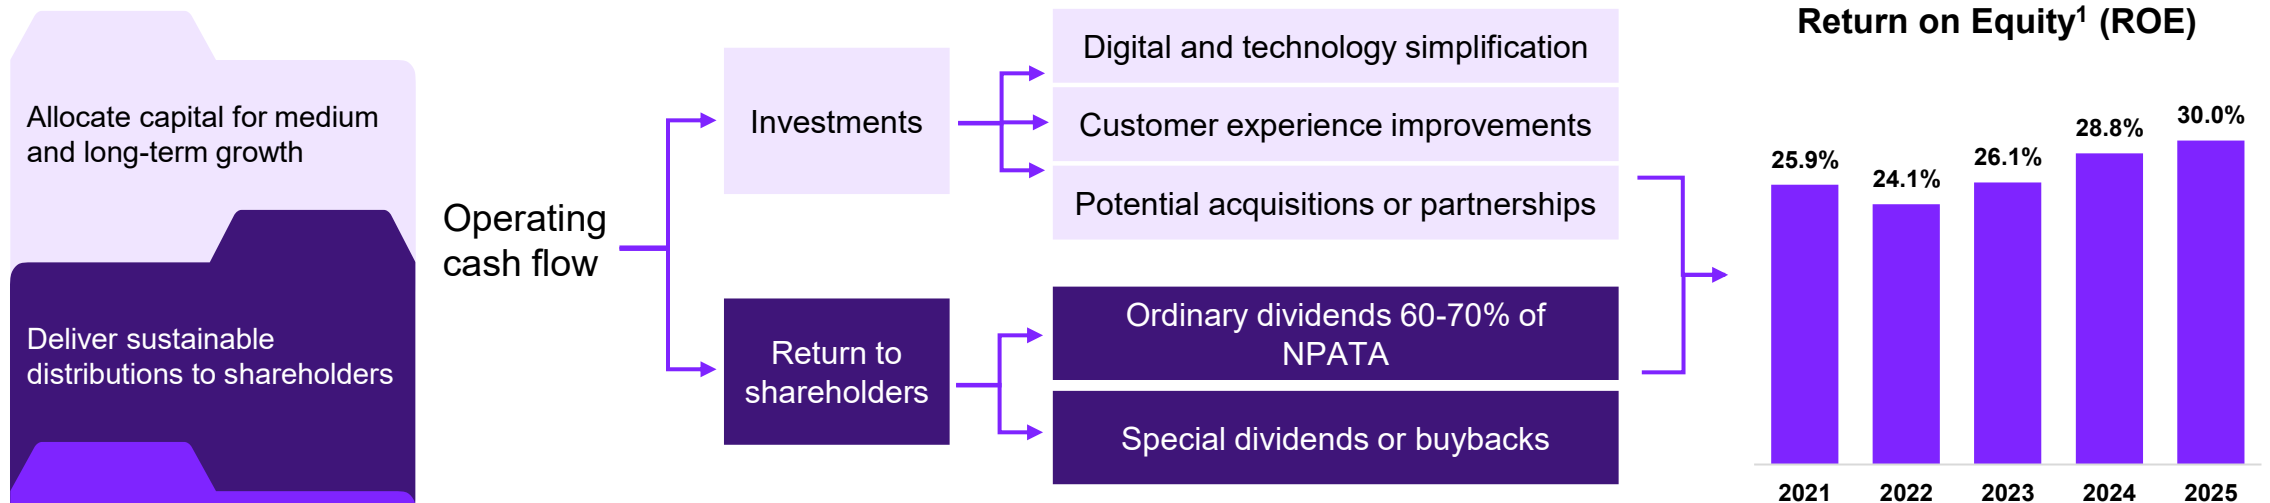 Allocate capital for medium
and long-term growth
Deliver sustainable
distributions to shareholders
Operating
cash flow
Investments
Return to
shareholders
Digital and technology simplification
Customer experience improvements
Potential acquisitions or partnerships
Ordinary dividends 60-70% of
NPATA
Special dividends or buybacks
Return on Equity¹ (ROE)
25.9%
24.1%
26.1%
28.8%
30.0%
2021
2022
2023
2024
2025